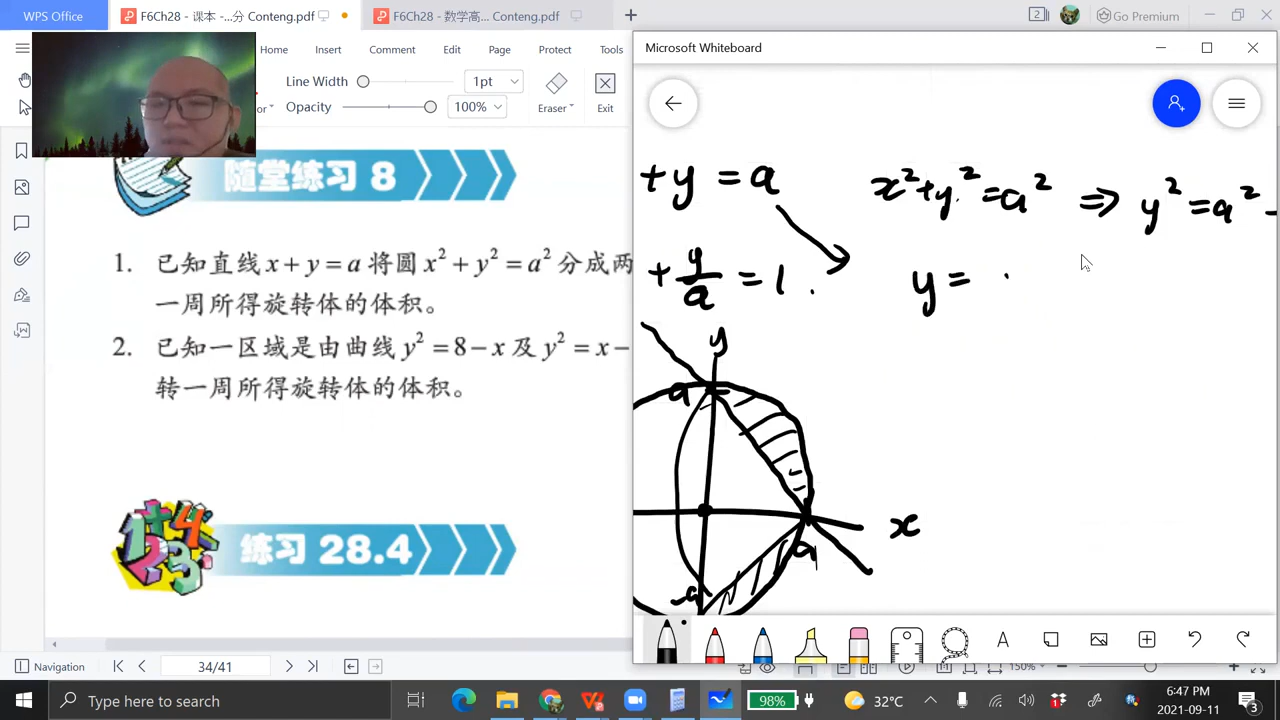 WPS Office
F6Ch28 - 课本 -...分 Conteng.pdf
F6Ch28 - 数学高... Conteng.pdf
Go Premium
Home Insert Comment Edit Page Protect Tools
Line Width 1pt
Opacity 100%
Eraser Exit
随堂练习 8
1. 已知直线 x + y = a 将圆 x² + y² = a² 分成两
一周所得旋转体的体积。
2. 已知一区域是由曲线 y² = 8 − x 及 y² = x −
转一周所得旋转体的体积。
练习 28.4
Navigation 34/41 150%
Microsoft Whiteboard
+y = a
x²+y²=a² ⇒ y²=a²-
+y/a = 1.
y =
y
a
x
a
-a
Type here to search
98%
32°C
6:47 PM
2021-09-11
3